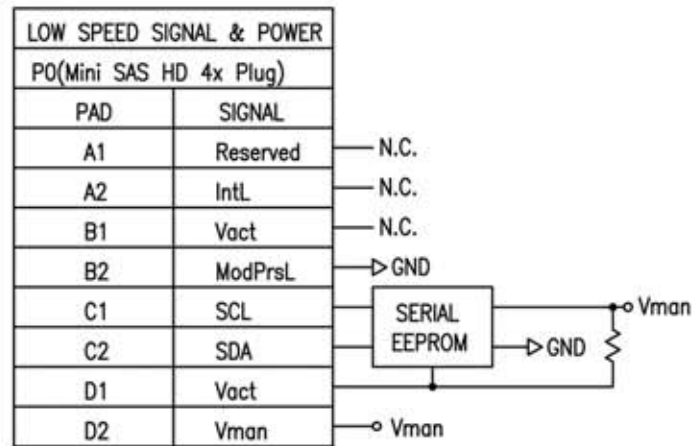 LOW SPEED SIGNAL & POWER
P0(Mini SAS HD 4x Plug)
PAD SIGNAL
A1 Reserved N.C.
A2 IntL N.C.
B1 Vact N.C.
B2 ModPrsL GND
C1 SCL SERIAL Vman
C2 SDA EEPROM GND
D1 Vact
D2 Vman Vman